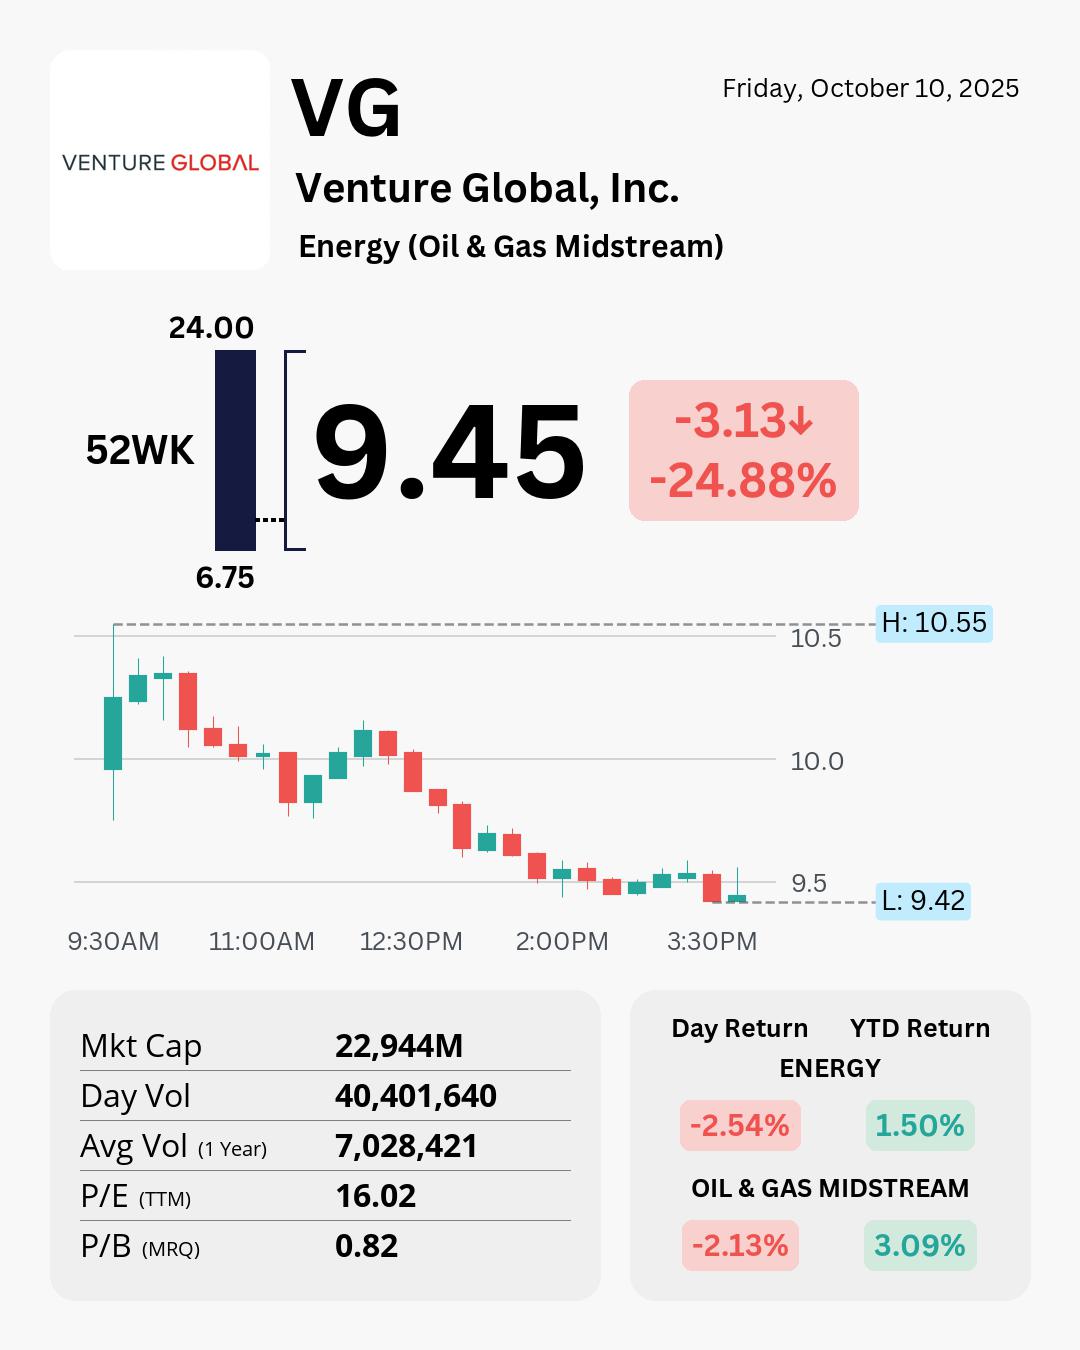 VENTURE GLOBAL
VG
Friday, October 10, 2025
Venture Global, Inc.
Energy (Oil & Gas Midstream)
24.00
52WK
9.45
-3.13↓
-24.88%
6.75
H: 10.55
10.5
10.0
9.5
L: 9.42
9:30AM 11:00AM 12:30PM 2:00PM 3:30PM
Mkt Cap 22,944M
Day Vol 40,401,640
Avg Vol (1 Year) 7,028,421
P/E (TTM) 16.02
P/B (MRQ) 0.82
Day Return YTD Return
ENERGY
-2.54% 1.50%
OIL & GAS MIDSTREAM
-2.13% 3.09%